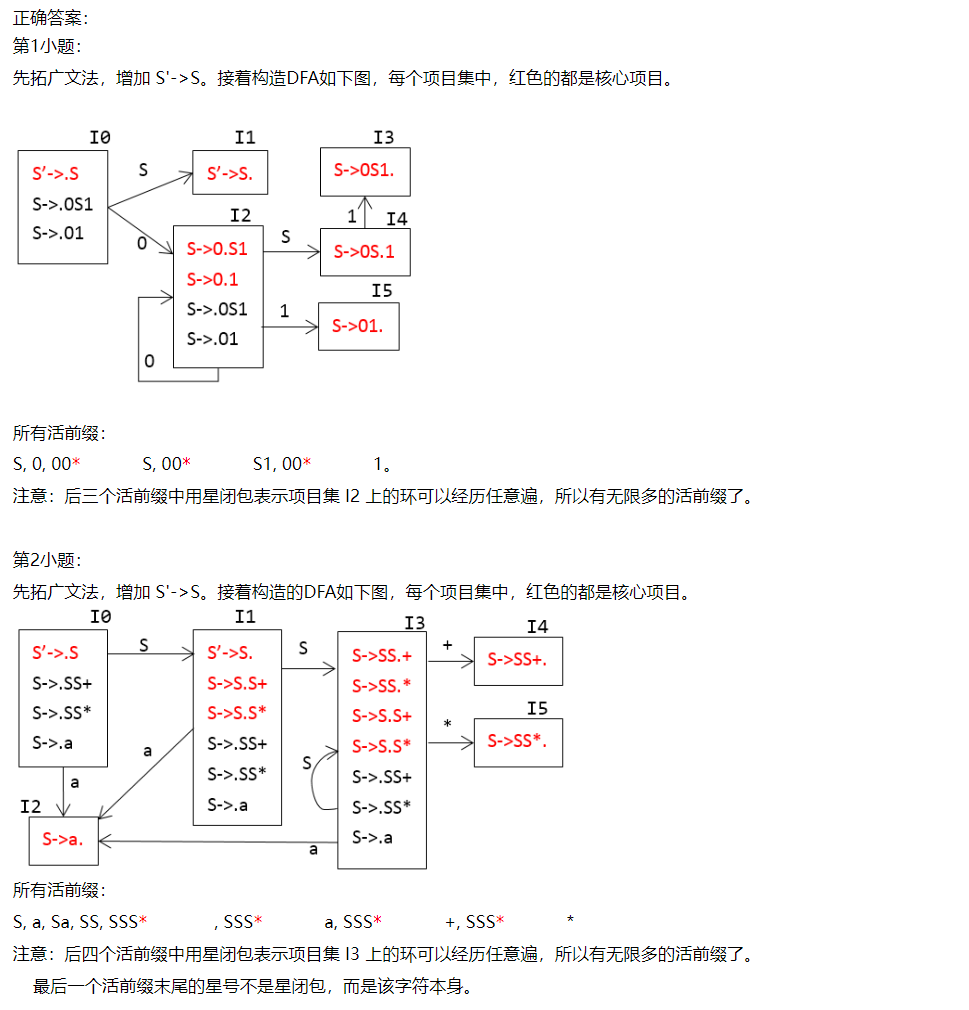 正确答案：
第1小题：
先拓广文法，增加 S'->S。接着构造DFA如下图，每个项目集中，红色的都是核心项目。
I0
I1
I3
S’->.S
S->.0S1
S->.01
S
S’->S.
S->0S1.
I2
1
I4
0
S->0.S1
S->0.1
S->.0S1
S->.01
S
S->0S.1
I5
1
S->01.
0
所有活前缀：
S, 0, 00* S, 00* S1, 00* 1。
注意：后三个活前缀中用星闭包表示项目集 I2 上的环可以经历任意遍，所以有无限多的活前缀了。
第2小题：
先拓广文法，增加 S'->S。接着构造的DFA如下图，每个项目集中，红色的都是核心项目。
I0
I1
I3
I4
S’->.S
S->.SS+
S->.SS*
S->.a
S
S’->S.
S->S.S+
S->S.S*
S->.SS+
S->.SS*
S->.a
S
S->SS.+
S->SS.*
S->S.S+
S->S.S*
S->.SS+
S->.SS*
S->.a
+
S->SS+.
I5
*
S->SS*.
a
S
a
I2
S->a.
a
所有活前缀：
S, a, Sa, SS, SSS* , SSS* a, SSS* +, SSS* *
注意：后四个活前缀中用星闭包表示项目集 I3 上的环可以经历任意遍，所以有无限多的活前缀了。
最后一个活前缀末尾的星号不是星闭包，而是该字符本身。